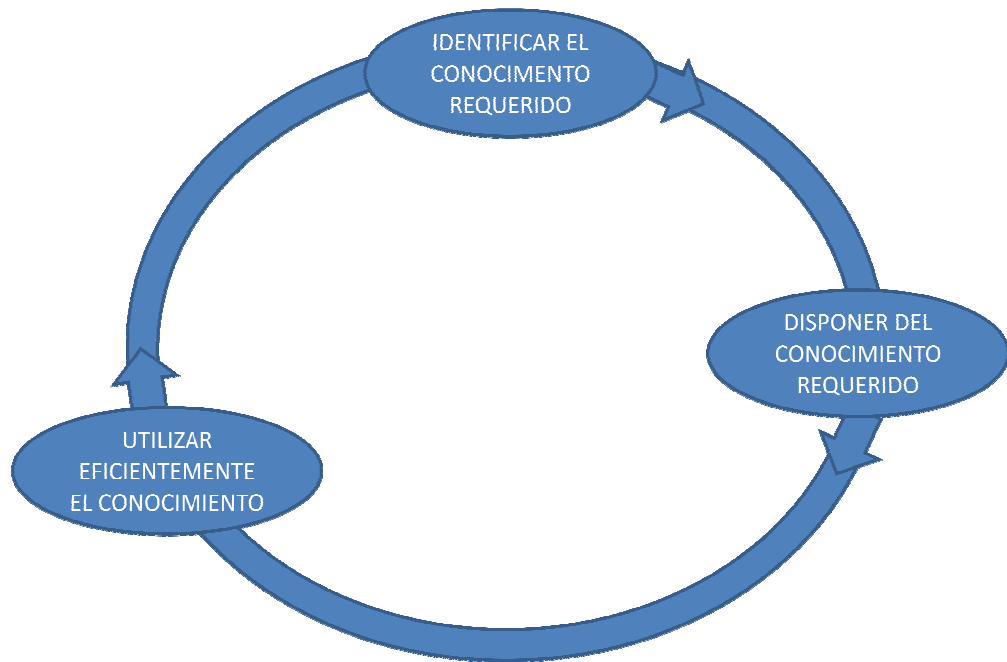 IDENTIFICAR EL
CONOCIMENTO
REQUERIDO
DISPONER DEL
CONOCIMIENTO
REQUERIDO
UTILIZAR
EFICIENTEMENTE
EL CONOCIMIENTO